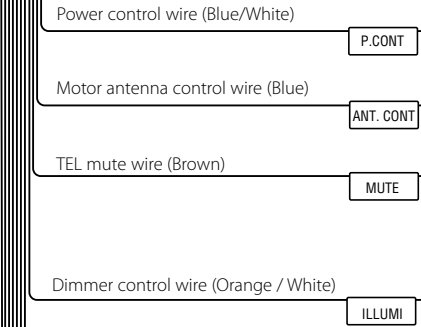 Power control wire (Blue/White)
P.CONT
Motor antenna control wire (Blue)
ANT. CONT
TEL mute wire (Brown)
MUTE
Dimmer control wire (Orange / White)
ILLUMI